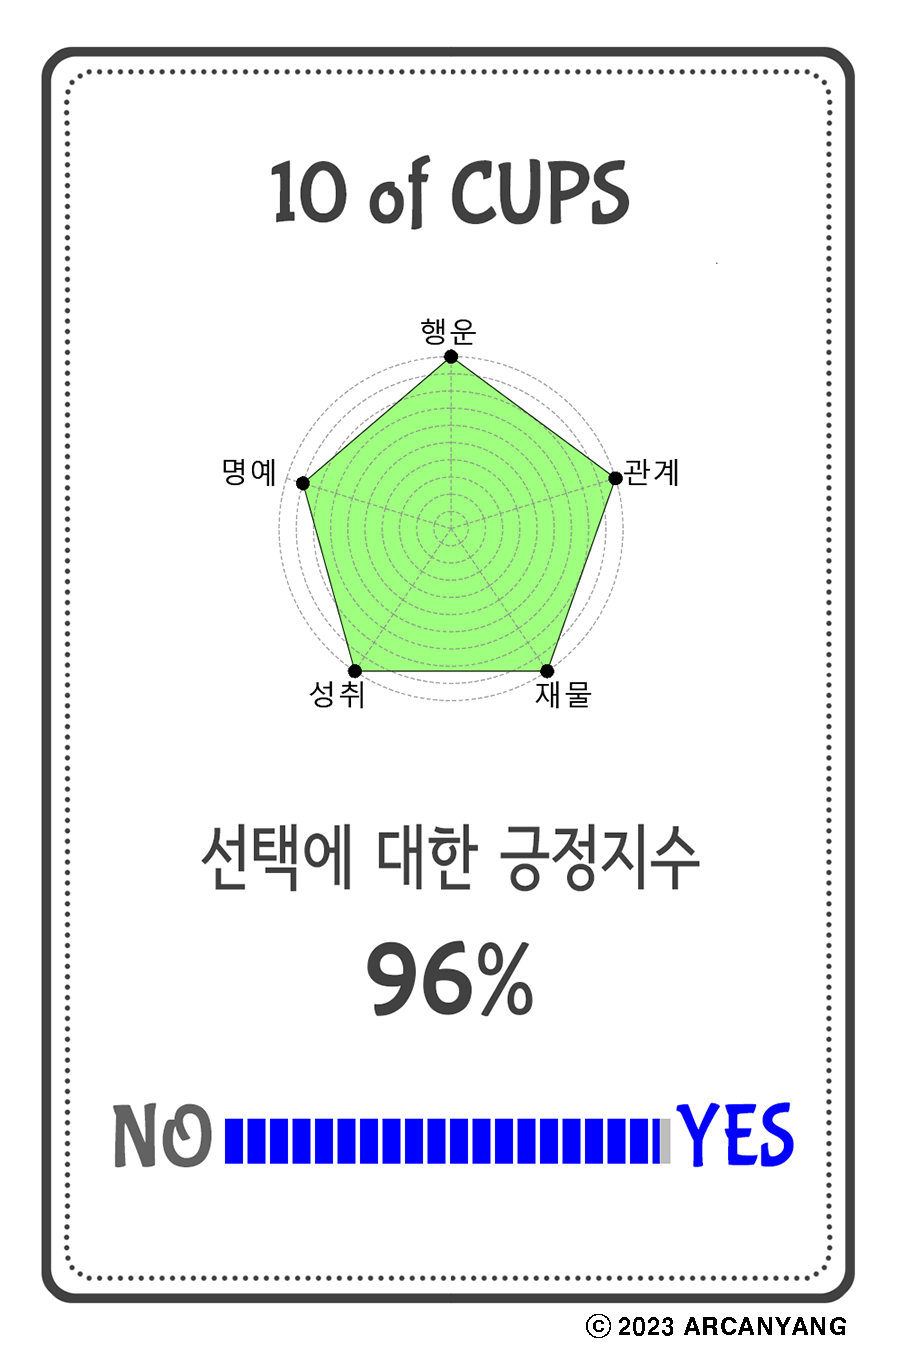 10 of CUPS
행운
명예
관계
성취
재물
선택에 대한 긍정지수
96%
NO YES
© 2023 ARCANYANG